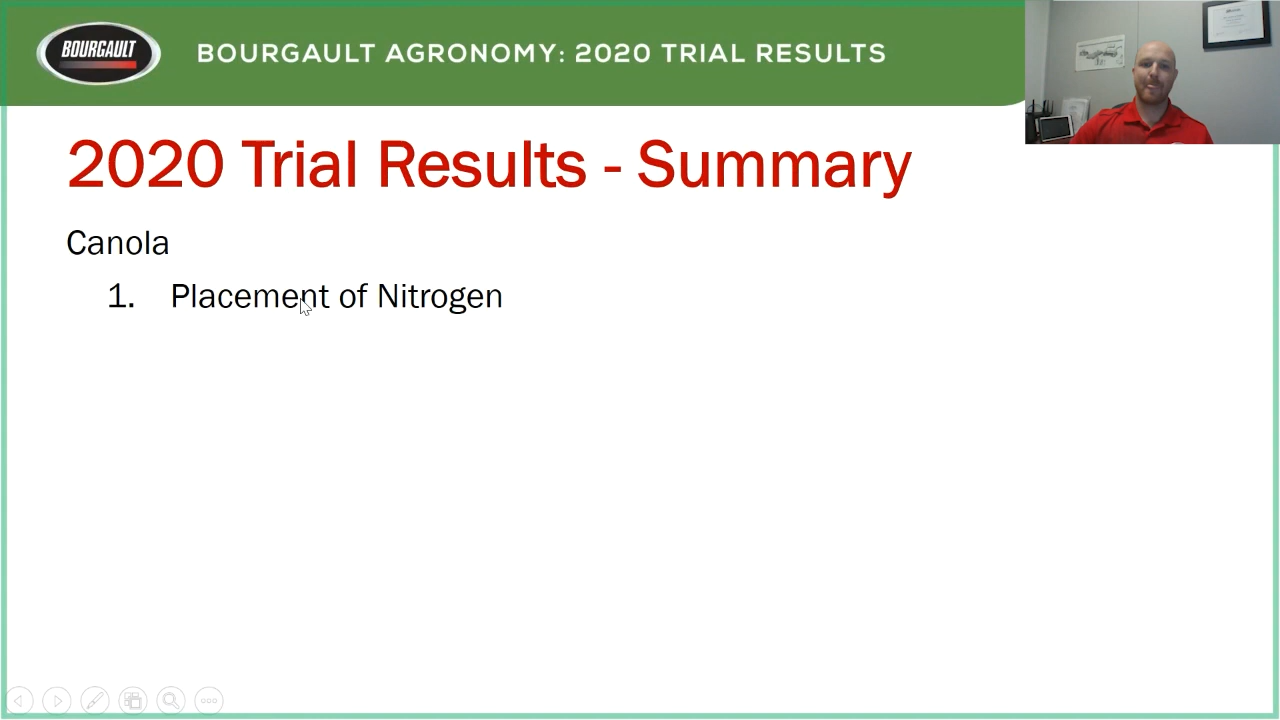 BOURGAULT
BOURGAULT AGRONOMY: 2020 TRIAL RESULTS
2020 Trial Results - Summary
Canola
1. Placement of Nitrogen